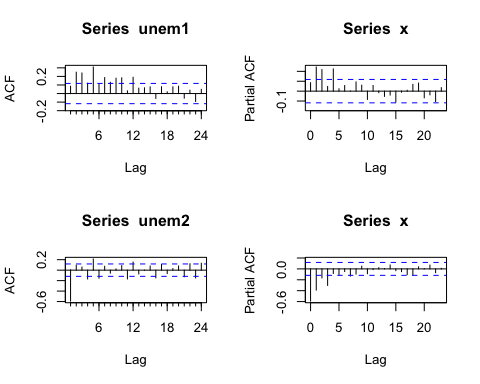 Series unem1
ACF
-0.2 0.2
6 12 18 24
Lag
Series x
Partial ACF
-0.1
0 5 10 15 20
Lag
Series unem2
ACF
-0.6 0.2
6 12 18 24
Lag
Series x
Partial ACF
-0.6 0.0
0 5 10 15 20
Lag